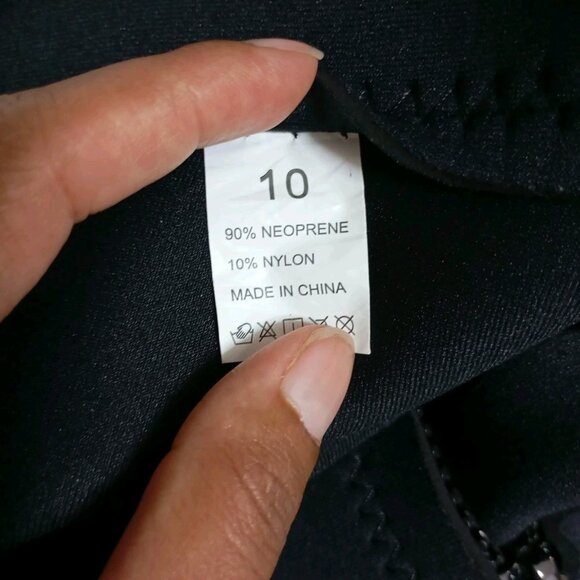 10
90% NEOPRENE
10% NYLON
MADE IN CHINA